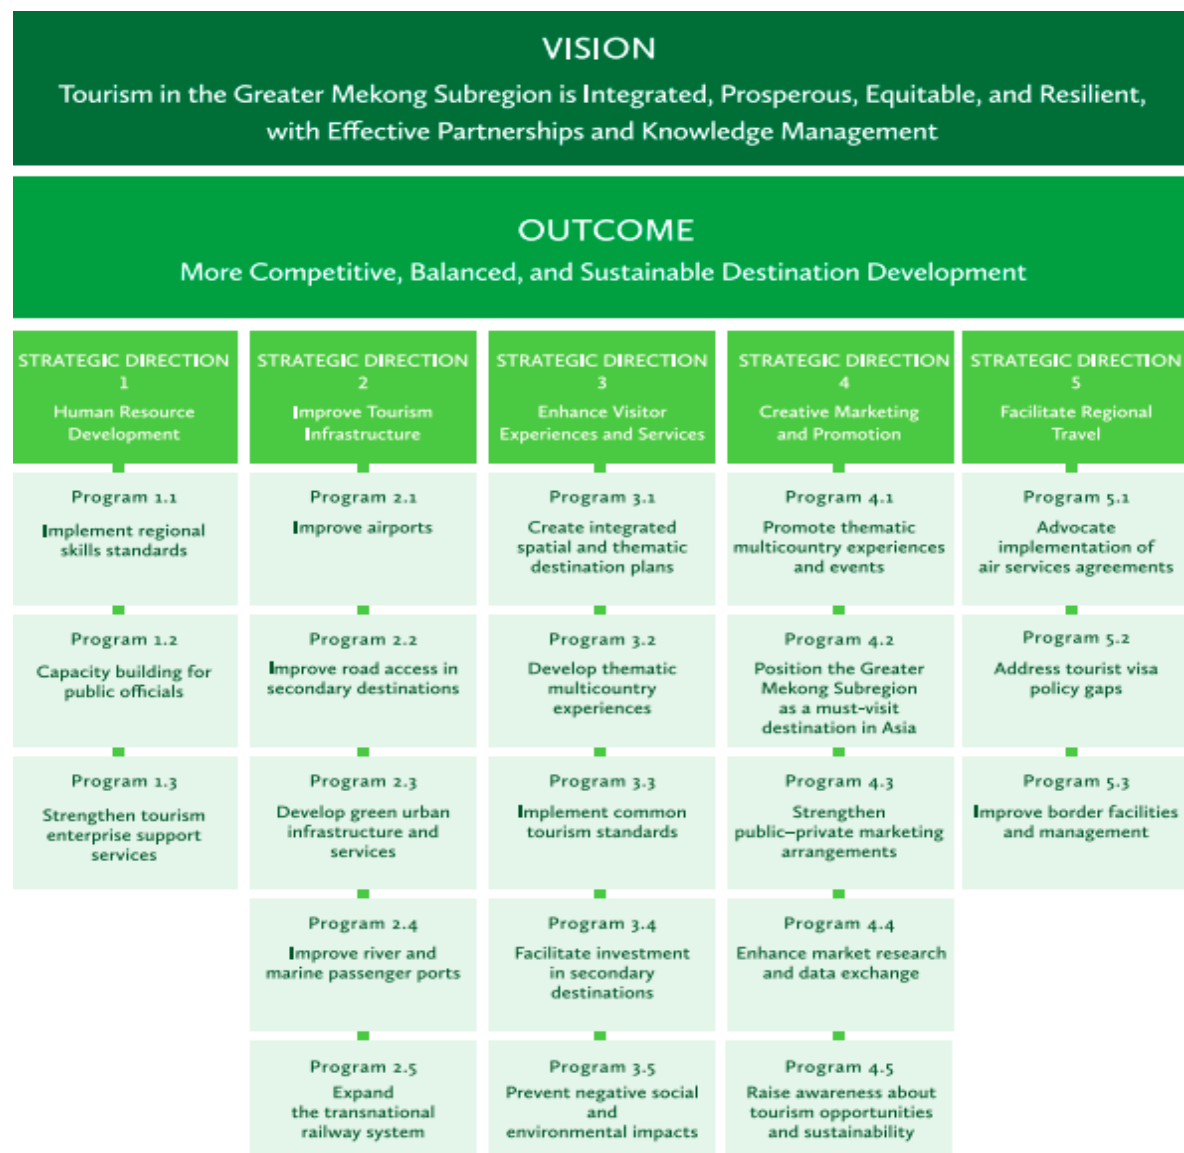 VISION
Tourism in the Greater Mekong Subregion is Integrated, Prosperous, Equitable, and Resilient,
with Effective Partnerships and Knowledge Management
OUTCOME
More Competitive, Balanced, and Sustainable Destination Development
STRATEGIC DIRECTION
1
Human Resource
Development
Program 1.1
Implement regional
skills standards
Program 1.2
Capacity building for
public officials
Program 1.3
Strengthen tourism
enterprise support
services
STRATEGIC DIRECTION
2
Improve Tourism
Infrastructure
Program 2.1
Improve airports
Program 2.2
Improve road access in
secondary destinations
Program 2.3
Develop green urban
infrastructure and
services
Program 2.4
Improve river and
marine passenger ports
Program 2.5
Expand
the transnational
railway system
STRATEGIC DIRECTION
3
Enhance Visitor
Experiences and Services
Program 3.1
Create integrated
spatial and thematic
destination plans
Program 3.2
Develop thematic
multicountry
experiences
Program 3.3
Implement common
tourism standards
Program 3.4
Facilitate investment
in secondary
destinations
Program 3.5
Prevent negative social
and
environmental impacts
STRATEGIC DIRECTION
4
Creative Marketing
and Promotion
Program 4.1
Promote thematic
multicountry experiences
and events
Program 4.2
Position the Greater
Mekong Subregion
as a must-visit
destination in Asia
Program 4.3
Strengthen
public–private marketing
arrangements
Program 4.4
Enhance market research
and data exchange
Program 4.5
Raise awareness about
tourism opportunities
and sustainability
STRATEGIC DIRECTION
5
Facilitate Regional
Travel
Program 5.1
Advocate
implementation of
air services agreements
Program 5.2
Address tourist visa
policy gaps
Program 5.3
Improve border facilities
and management